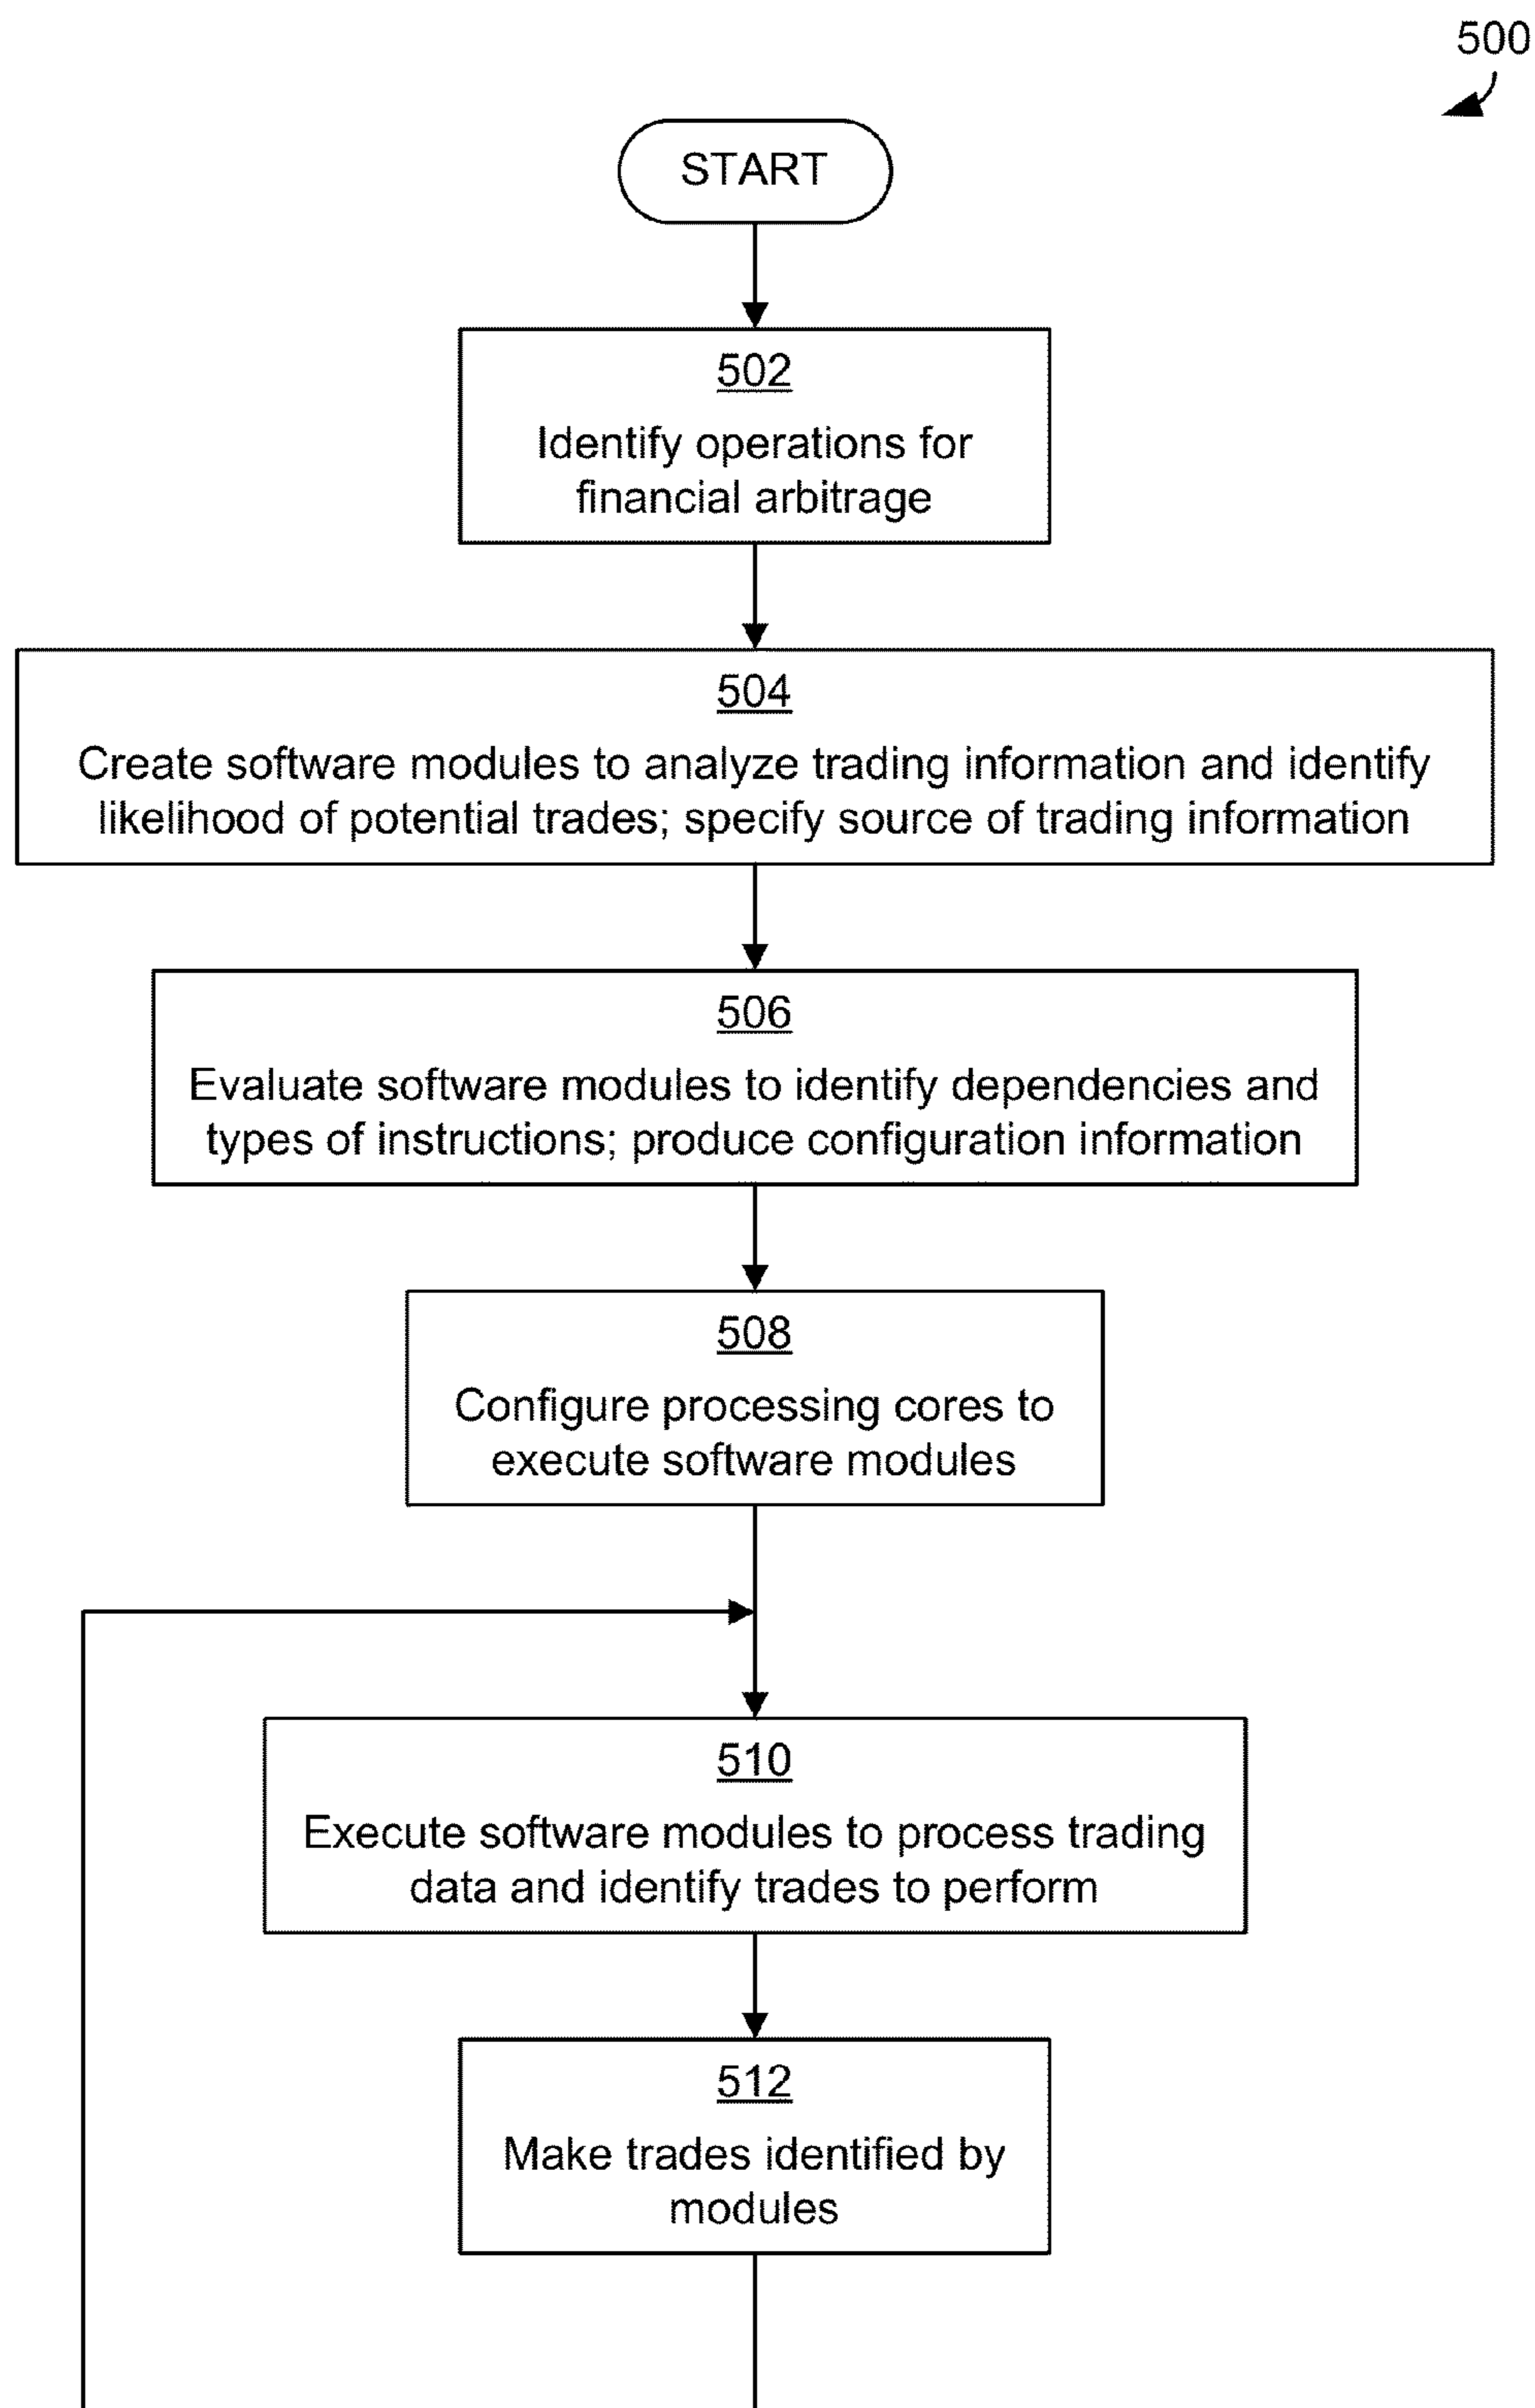 500
START
502
Identify operations for
financial arbitrage
504
Create software modules to analyze trading information and identify
likelihood of potential trades; specify source of trading information
506
Evaluate software modules to identify dependencies and
types of instructions; produce configuration information
508
Configure processing cores to
execute software modules
510
Execute software modules to process trading
data and identify trades to perform
512
Make trades identified by
modules